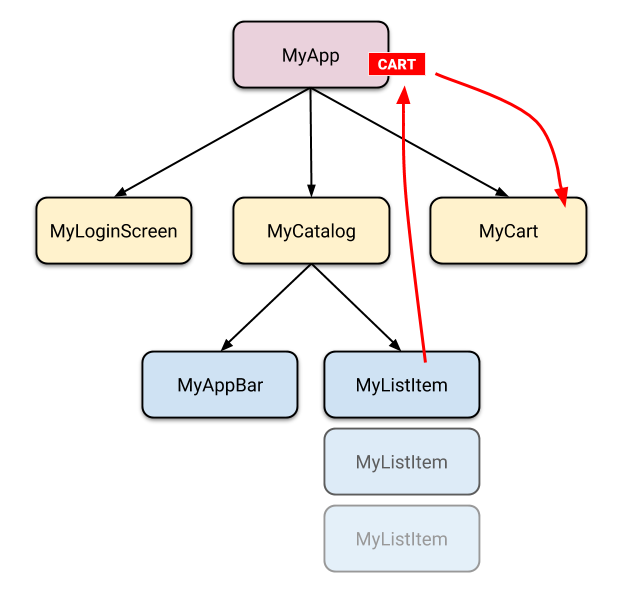 MyApp
CART
MyLoginScreen
MyCatalog
MyCart
MyAppBar
MyListItem
MyListItem
MyListItem